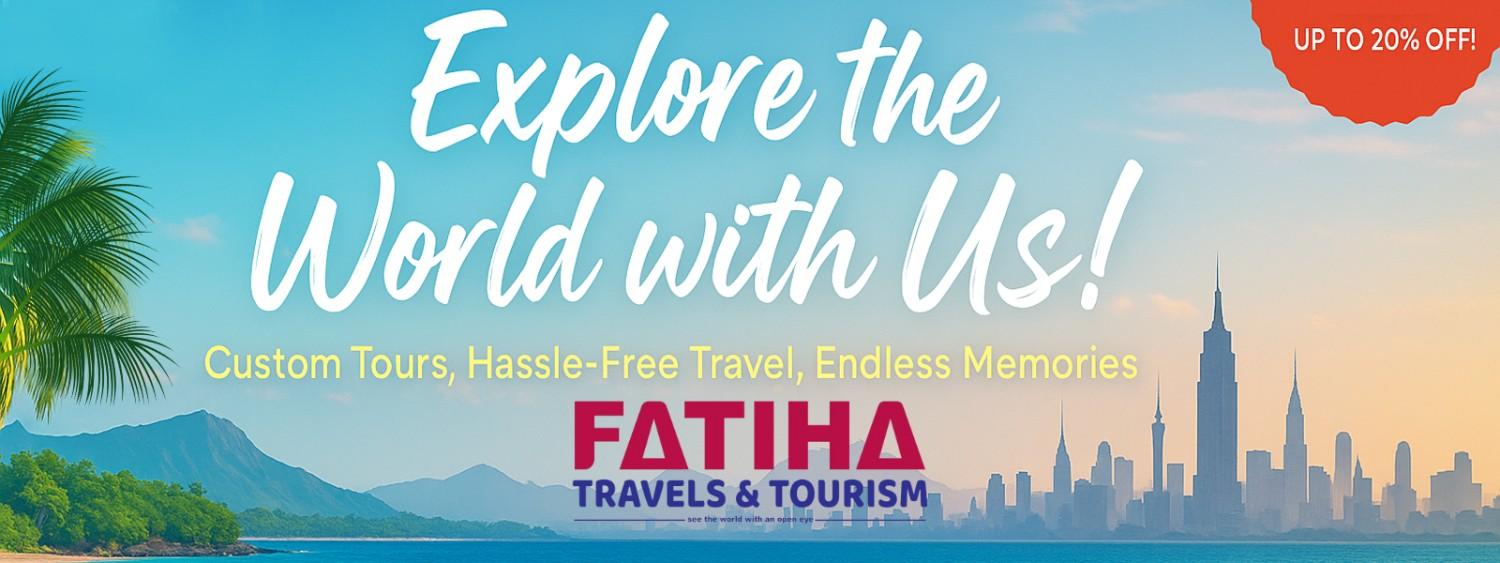 UP TO 20% OFF!
Explore the
World with Us!
Custom Tours, Hassle-Free Travel, Endless Memories
FATIHA
TRAVELS & TOURISM
see the world with an open eye